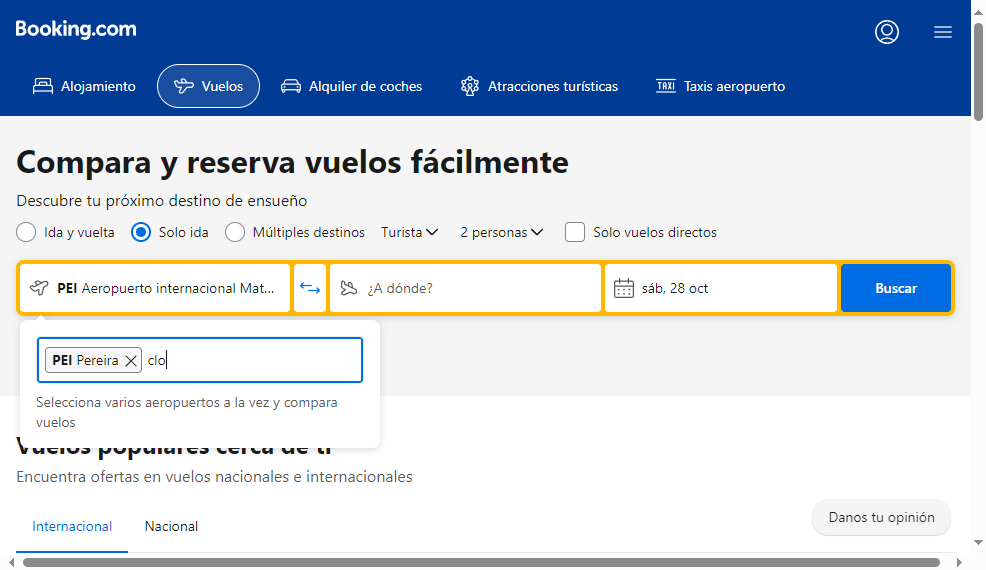 Booking.com
Alojamiento
Vuelos
Alquiler de coches
Atracciones turísticas
TAXI
Taxis aeropuerto
Compara y reserva vuelos fácilmente
Descubre tu próximo destino de ensueño
Ida y vuelta
Solo ida
Múltiples destinos
Turista
2 personas
Solo vuelos directos
PEI Aeropuerto internacional Mat...
¿A dónde?
sáb, 28 oct
Buscar
PEI Pereira
clo
Selecciona varios aeropuertos a la vez y compara
vuelos
Vuelos populares cerca de ti
Encuentra ofertas en vuelos nacionales e internacionales
Internacional
Nacional
Danos tu opinión